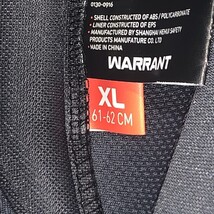 0130-0916
• SHELL CONSTRUCTED OF ABS / POLYCARBONATE
• LINER CONSTRUCTED OF EPS
• MANUFACTURED BY SHANGHAI HEHUI SAFETY
PRODUCTS MANUFACTURE CO., LTD
MADE IN CHINA
WARRANT
XL
61-62 CM